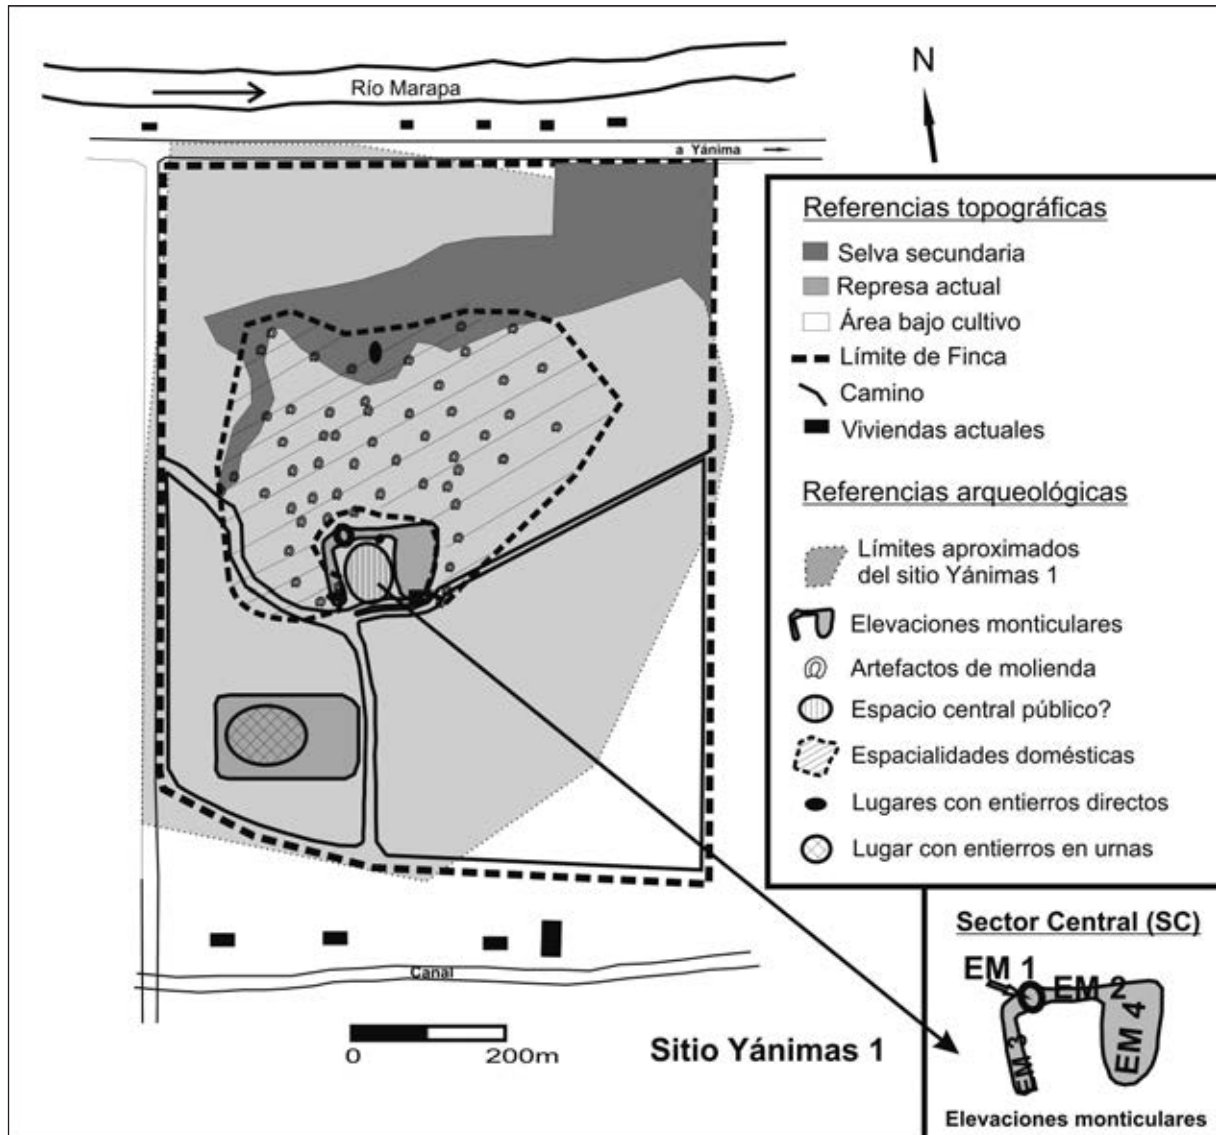 Río Marapa
N
a Yánima
Referencias topográficas
Selva secundaria
Represa actual
Área bajo cultivo
Límite de Finca
Camino
Viviendas actuales
Referencias arqueológicas
Límites aproximados
del sitio Yánimas 1
Elevaciones monticulares
Artefactos de molienda
Espacio central público?
Espacialidades domésticas
Lugares con entierros directos
Lugar con entierros en urnas
Canal
0 200m
Sitio Yánimas 1
Sector Central (SC)
EM 1
EM 2
EM 3
EM 4
Elevaciones monticulares